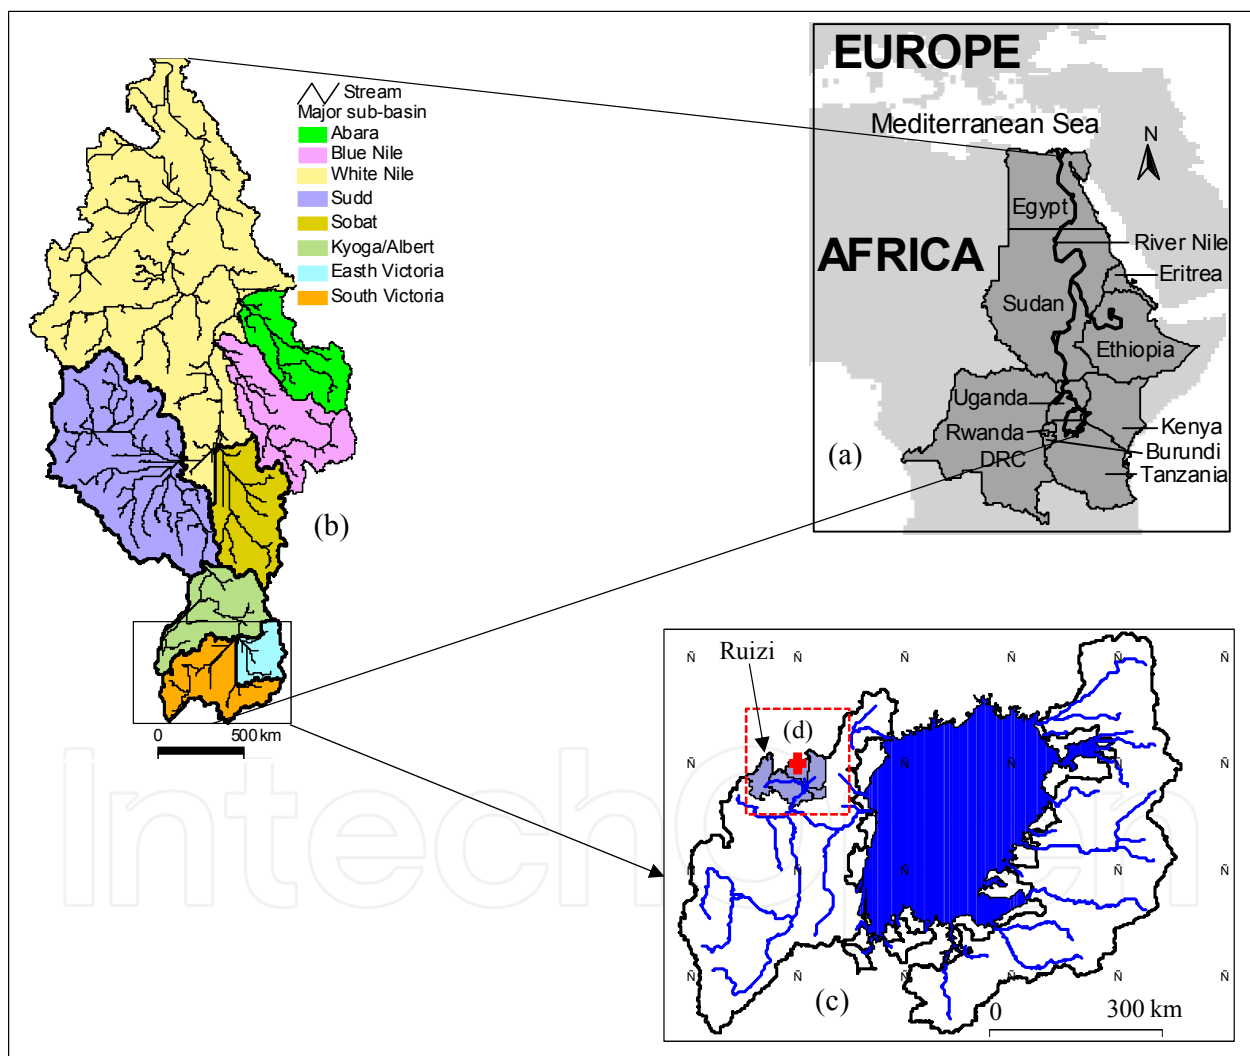 Stream
Major sub-basin
Abara
Blue Nile
White Nile
Sudd
Sobat
Kyoga/Albert
Easth Victoria
South Victoria
(b)
0 500 km
EUROPE
Mediterranean Sea
N
Egypt
AFRICA
River Nile
Eritrea
Sudan
Ethiopia
Uganda
Rwanda
Kenya
(a)
DRC
Burundi
Tanzania
Ruizi
Ñ Ñ Ñ Ñ Ñ Ñ
(d)
Ñ Ñ Ñ Ñ Ñ
Ñ Ñ Ñ Ñ Ñ Ñ
Ñ Ñ Ñ Ñ Ñ Ñ
(c)
0 300 km
IntechOpen